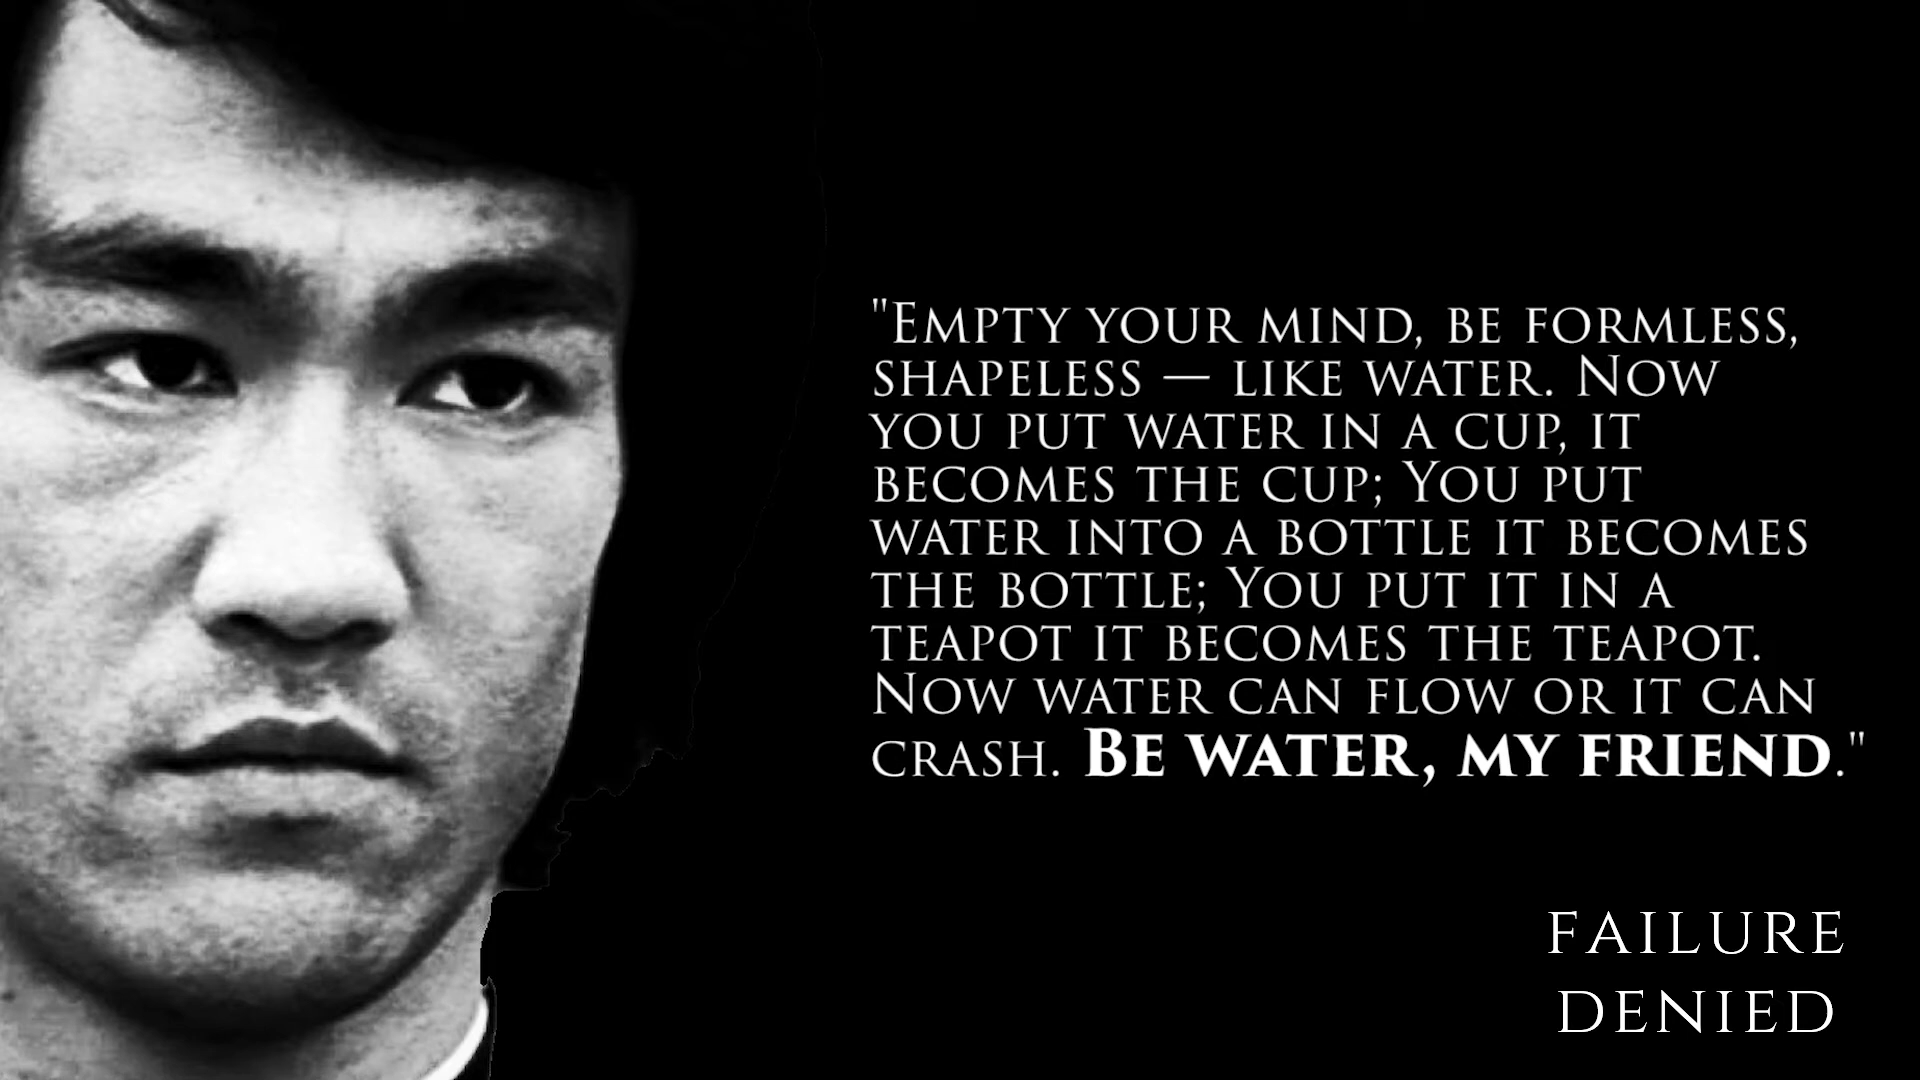 "Empty your mind, be formless,
shapeless — like water. Now
you put water in a cup, it
becomes the cup; You put
water into a bottle it becomes
the bottle; You put it in a
teapot it becomes the teapot.
Now water can flow or it can
crash. Be water, my friend."
FAILURE
DENIED